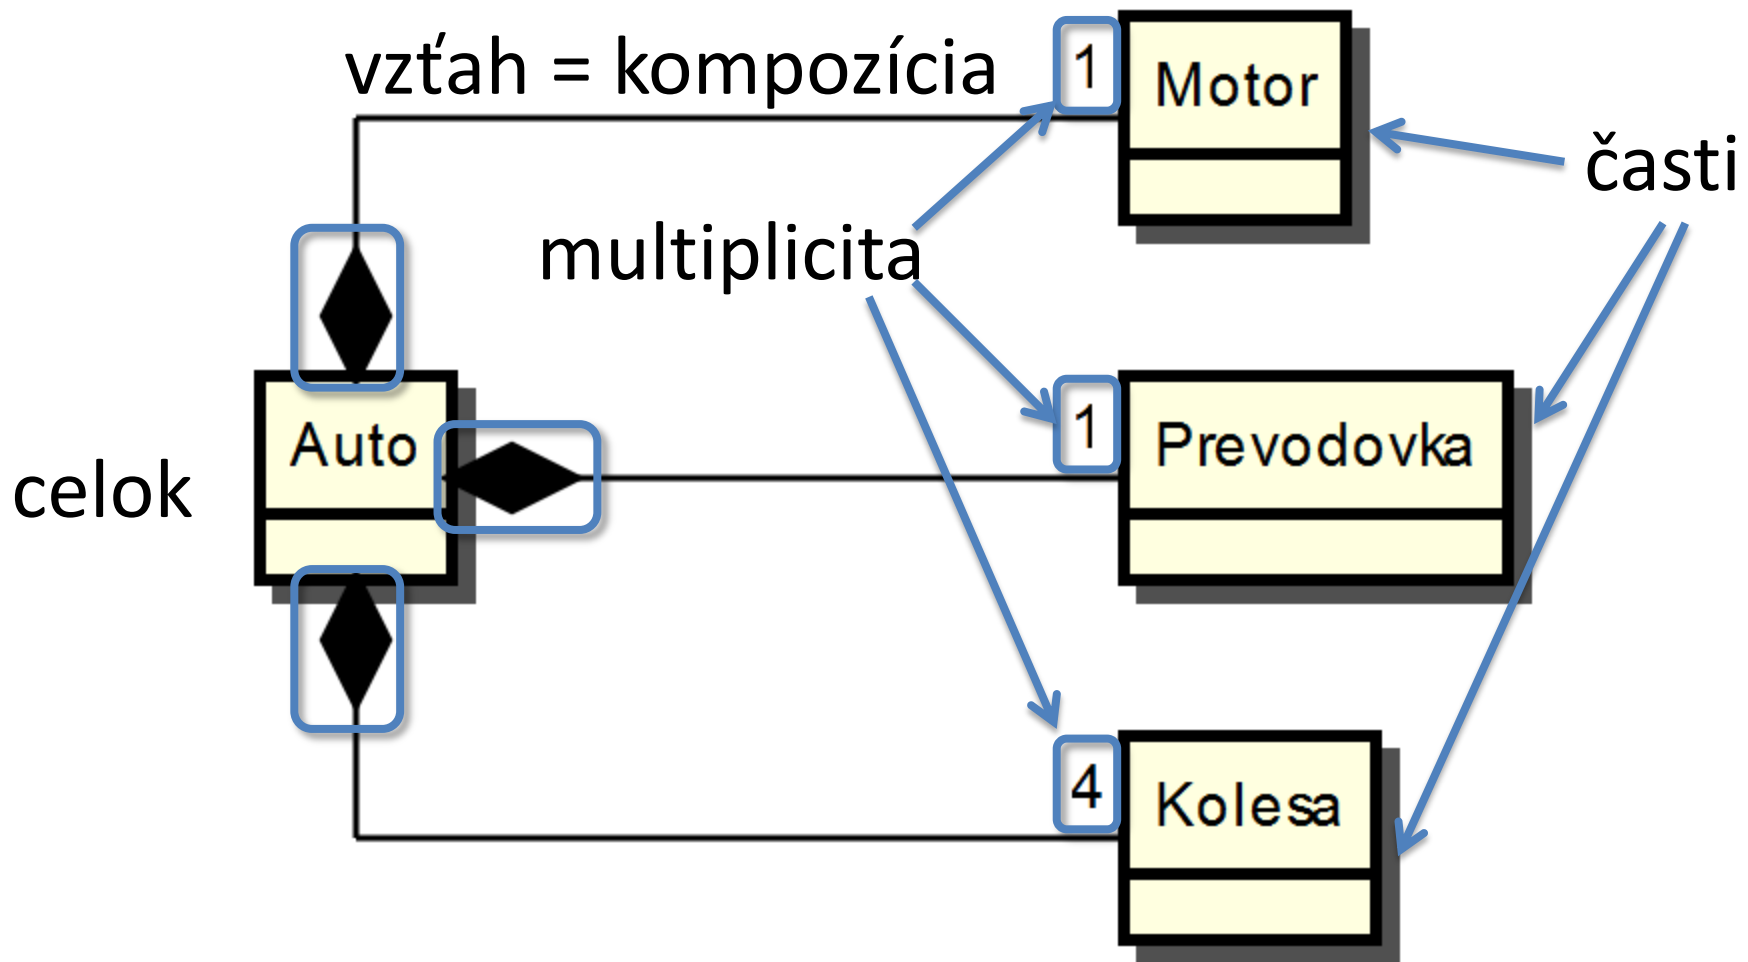 vzťah = kompozícia
1
Motor
časti
multiplicita
Auto
celok
1
Prevodovka
4
Kolesa